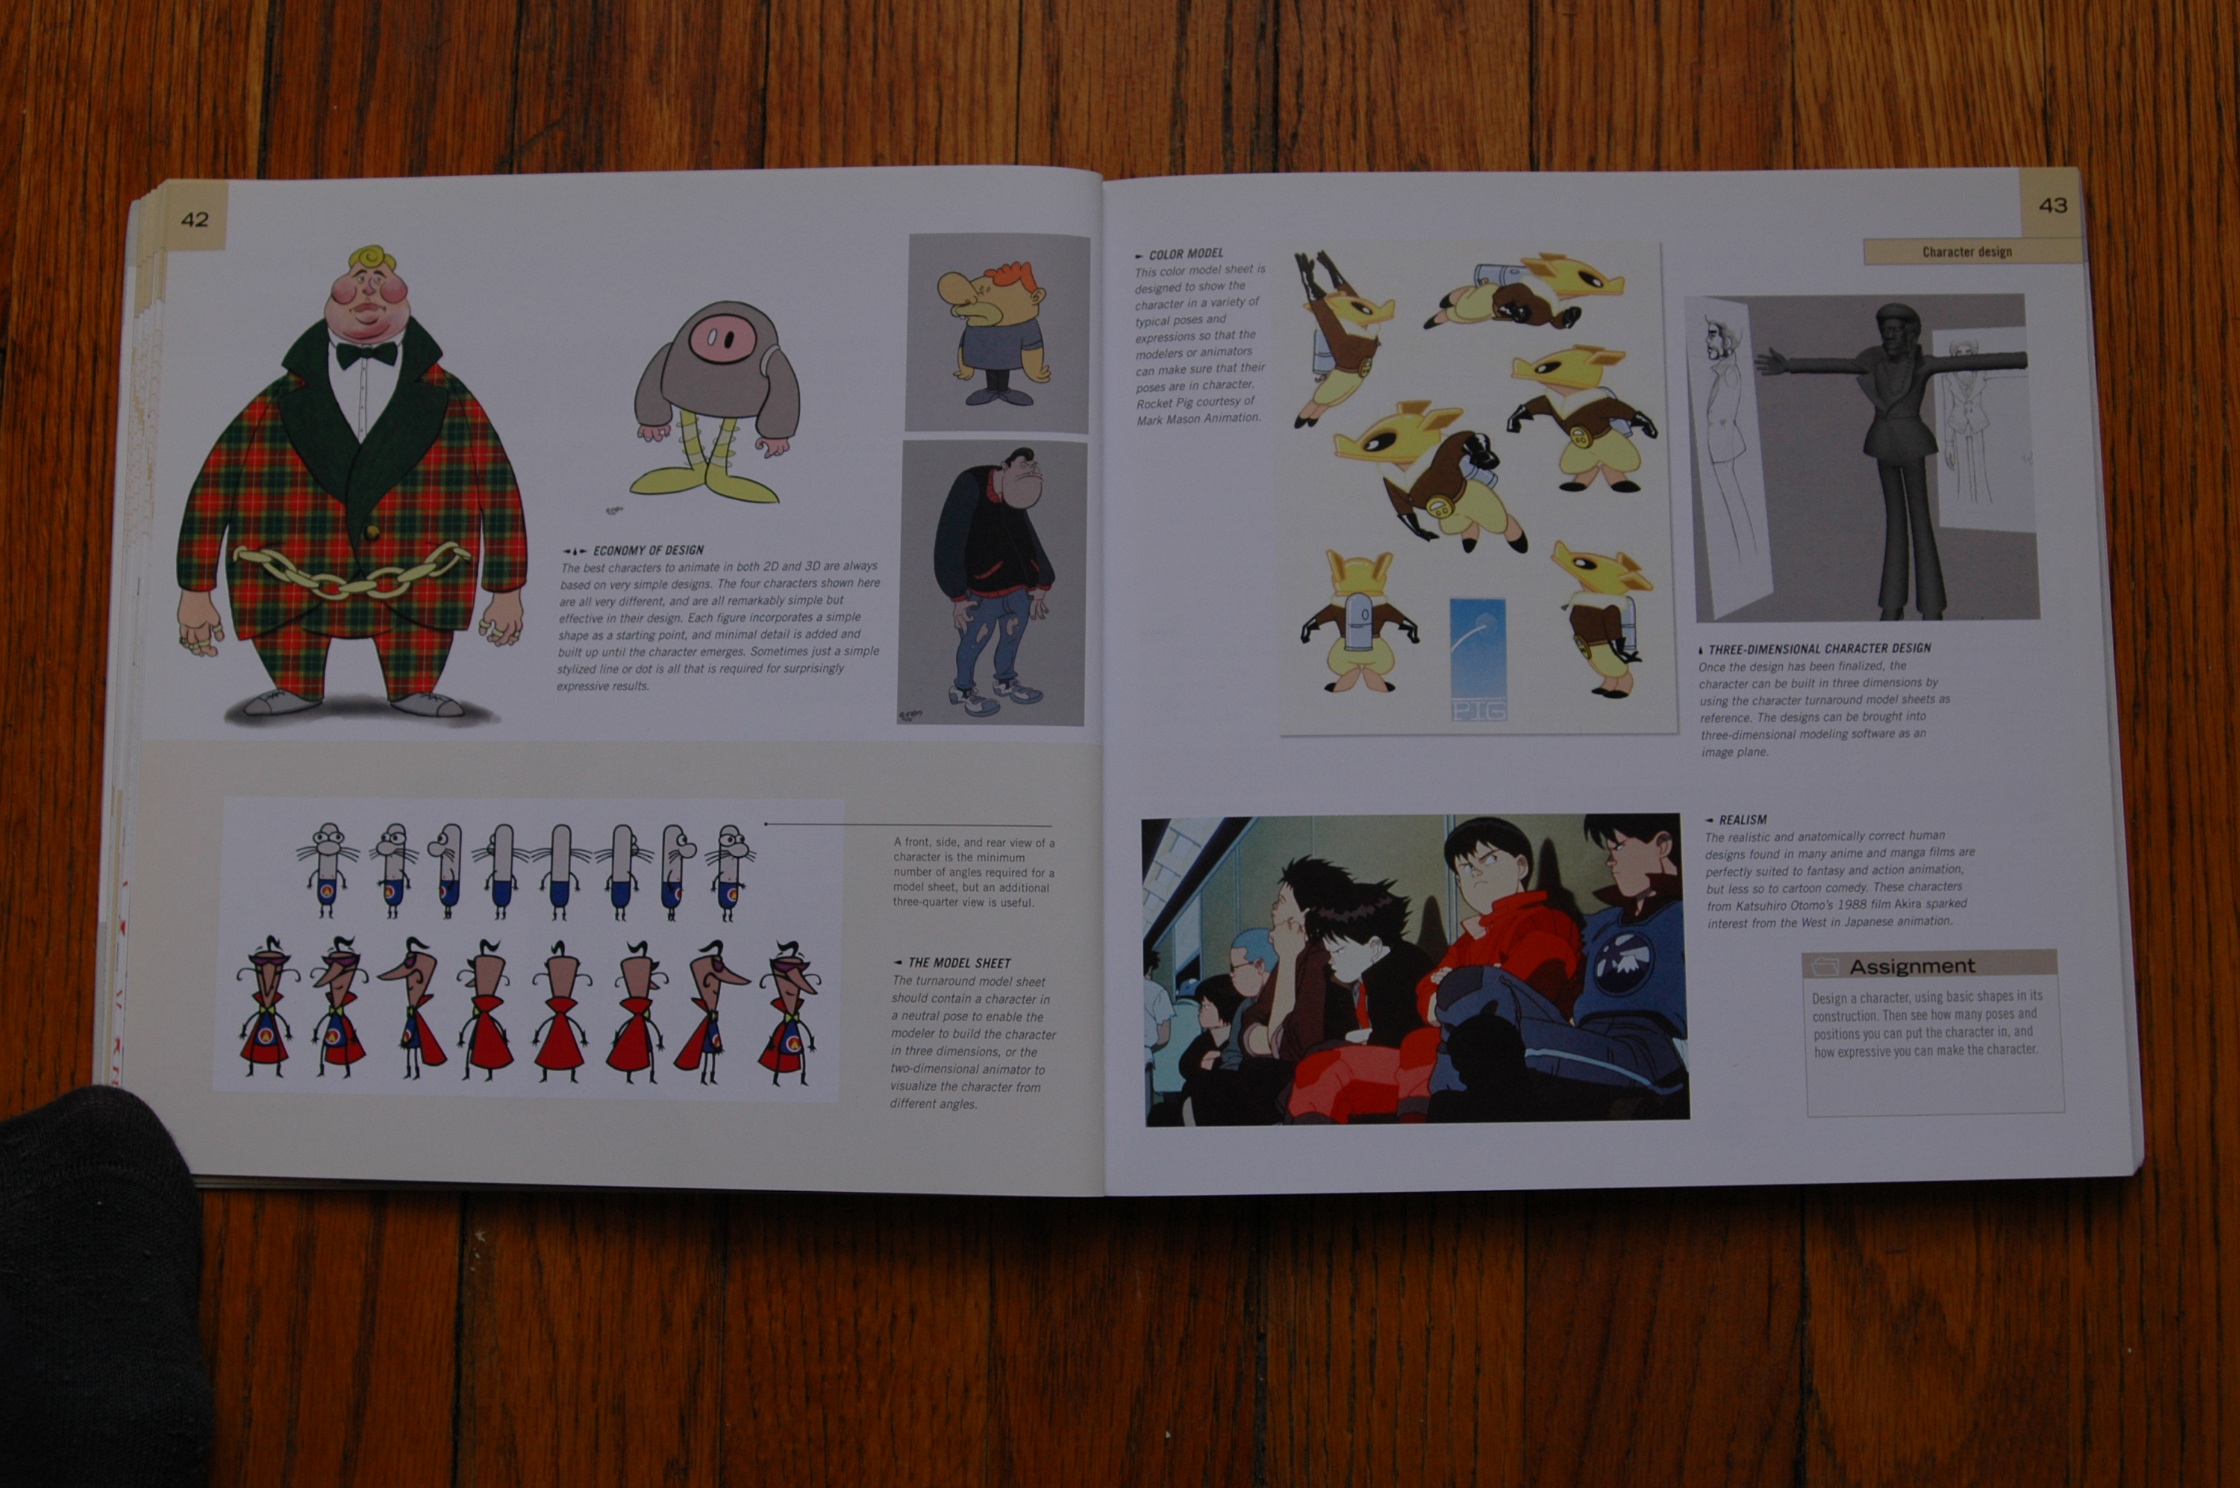 42
ECONOMY OF DESIGN
The best characters to animate in both 2D and 3D are always
based on very simple designs. The four characters shown here
are all very different, and are all remarkably simple but
effective in their design. Each figure incorporates a simple
shape as a starting point, and minimal detail is added and
built up until the character emerges. Sometimes just a simple
stylized line or dot is all that is required for surprisingly
expressive results.
A front, side, and rear view of a
character is the minimum
number of angles required for a
model sheet, but an additional
three-quarter view is useful.
THE MODEL SHEET
The turnaround model sheet
should contain a character in
a neutral pose to enable the
modeler to build the character
in three dimensions, or the
two-dimensional animator to
visualize the character from
different angles.
43
Character design
COLOR MODEL
This color model sheet is
designed to show the
character in a variety of
typical poses and
expressions so that the
modelers or animators
can make sure that their
poses are in character.
Rocket Pig courtesy of
Mark Mason Animation.
PIG
THREE-DIMENSIONAL CHARACTER DESIGN
Once the design has been finalized, the
character can be built in three dimensions by
using the character turnaround model sheets as
reference. The designs can be brought into
three-dimensional modeling software as an
image plane.
REALISM
The realistic and anatomically correct human
designs found in many anime and manga films are
perfectly suited to fantasy and action animation,
but less so to cartoon comedy. These characters
from Katsuhiro Otomo's 1988 film Akira sparked
interest from the West in Japanese animation.
Assignment
Design a character, using basic shapes in its
construction. Then see how many poses and
positions you can put the character in, and
how expressive you can make the character.